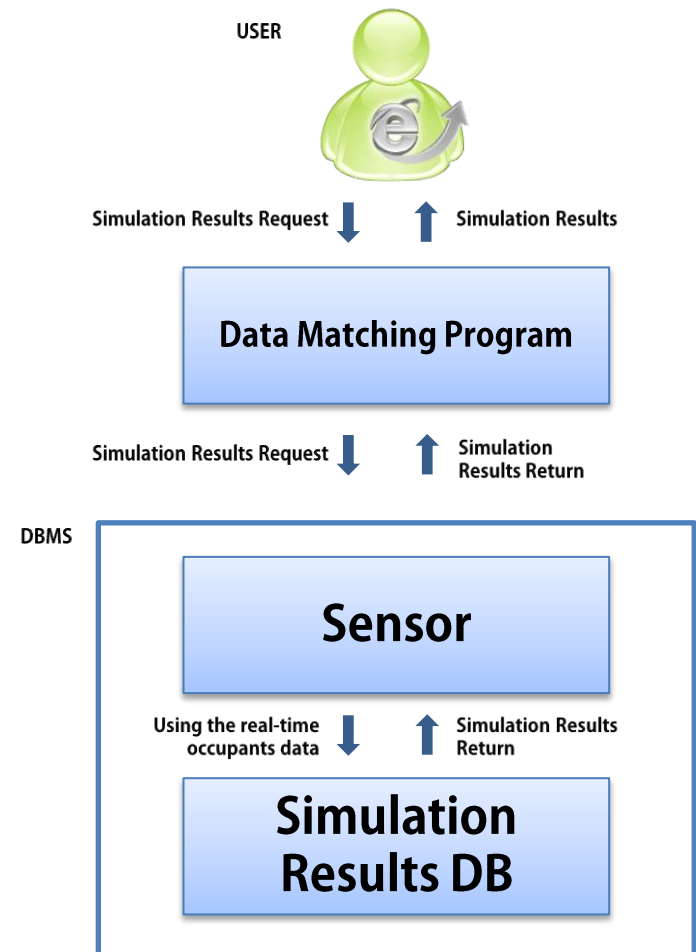 USER
Simulation Results Request
Simulation Results
Data Matching Program
Simulation Results Request
Simulation
Results Return
DBMS
Sensor
Using the real-time
occupants data
Simulation Results
Return
Simulation
Results DB